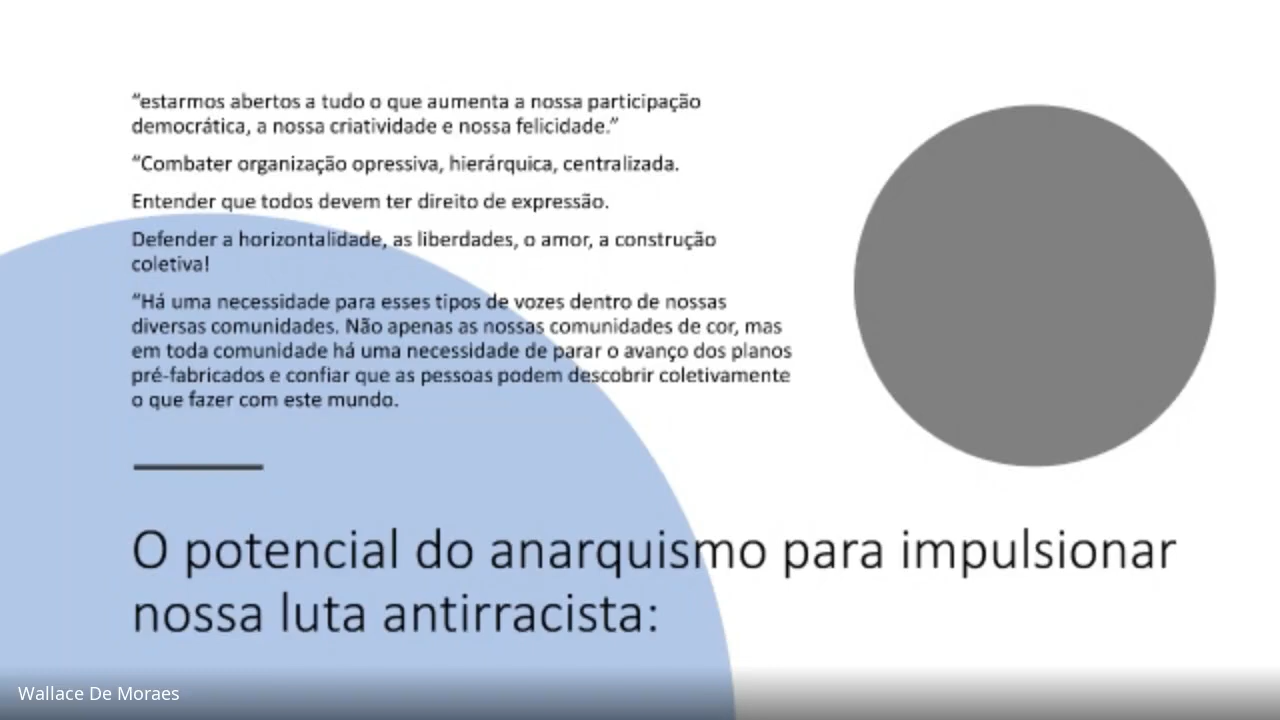 “estarmos abertos a tudo o que aumenta a nossa participação
democrática, a nossa criatividade e nossa felicidade.”
“Combater organização opressiva, hierárquica, centralizada.
Entender que todos devem ter direito de expressão.
Defender a horizontalidade, as liberdades, o amor, a construção
coletiva!
“Há uma necessidade para esses tipos de vozes dentro de nossas
diversas comunidades. Não apenas as nossas comunidades de cor, mas
em toda comunidade há uma necessidade de parar o avanço dos planos
pré-fabricados e confiar que as pessoas podem descobrir coletivamente
o que fazer com este mundo.
O potencial do anarquismo para impulsionar
nossa luta antirracista:
Wallace De Moraes